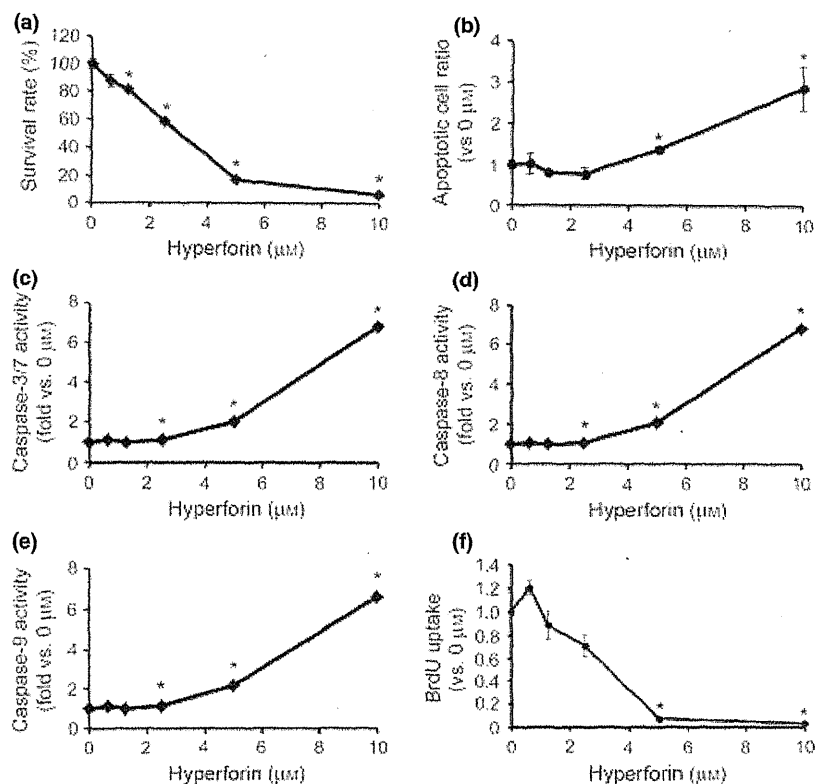 (a)
Survival rate (%)
120
100
80
60
40
20
0
*
*
*
*
0 2 4 6 8 10
Hyperforin (μM)
(b)
Apoptotic cell ratio
(vs 0 μM)
4
3
2
1
0
*
*
0 2 4 6 8 10
Hyperforin (μM)
(c)
Caspase-3/7 activity
(fold vs. 0 μM)
8
6
4
2
0
*
*
*
0 2 4 6 8 10
Hyperforin (μM)
(d)
Caspase-8 activity
(fold vs. 0 μM)
8
6
4
2
0
*
*
*
0 2 4 6 8 10
Hyperforin (μM)
(e)
Caspase-9 activity
(fold vs. 0 μM)
8
6
4
2
0
*
*
*
0 2 4 6 8 10
Hyperforin (μM)
(f)
BrdU uptake
(vs. 0 μM)
1.4
1.2
1.0
0.8
0.6
0.4
0.2
0
*
*
0 2 4 6 8 10
Hyperforin (μM)